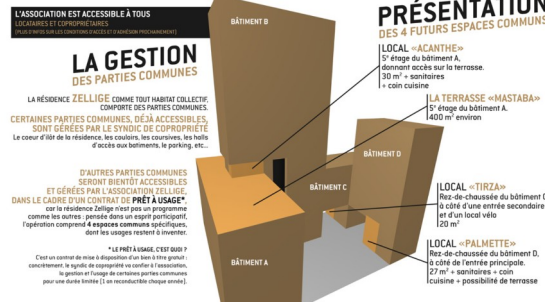 L'ASSOCIATION EST ACCESSIBLE À TOUS
LOCATAIRES ET COPROPRIÉTAIRES
(PLUS D'INFOS SUR LES CONDITIONS D'ACCÈS ET D'ADHÉSION PROCHAINEMENT)
LA GESTION
DES PARTIES COMMUNES
LA RÉSIDENCE ZELLIGE COMME TOUT HABITAT COLLECTIF,
COMPORTE DES PARTIES COMMUNES.
CERTAINES PARTIES COMMUNES, DÉJÀ ACCESSIBLES,
SONT GÉRÉES PAR LE SYNDIC DE COPROPRIÉTÉ
Le coeur d'îlot de la résidence, les couloirs, les coursives, les halls
d'accès aux batiments, le parking, etc...
D'AUTRES PARTIES COMMUNES
SERONT BIENTÔT ACCESSIBLES
ET GÉRÉES PAR L'ASSOCIATION ZELLIGE,
DANS LE CADRE D'UN CONTRAT DE PRÊT À USAGE*.
car la résidence Zellige n'est pas un programme
comme les autres : pensée dans un esprit participatif,
l'opération comprend 4 espaces communs spécifiques,
dont les usages restent à inventer.
* LE PRÊT À USAGE, C'EST QUOI ?
C'est un contrat de mise à disposition d'un bien à titre gratuit :
concrètement, le syndic de copropriété va confier à l'association,
la gestion et l'usage de certaines parties communes
pour une durée limitée (1 an reconductible chaque année).
BÂTIMENT B
BÂTIMENT D
BÂTIMENT C
BÂTIMENT A
PRÉSENTATION
DES 4 FUTURS ESPACES COMMUNS
LOCAL «ACANTHE»
5e étage du bâtiment A,
donnant accès sur la terrasse.
30 m² + sanitaires
+ coin cuisine
LA TERRASSE «MASTABA»
5e étage du bâtiment A.
400 m² environ
LOCAL «TIRZA»
Rez-de-chaussée du bâtiment C
à côté d'une entrée secondaire
et d'un local vélo
20 m²
LOCAL «PALMETTE»
Rez-de-chaussée du bâtiment D,
à côté de l'entrée principale.
27 m² + sanitaires + coin
cuisine + possibilité de terrasse